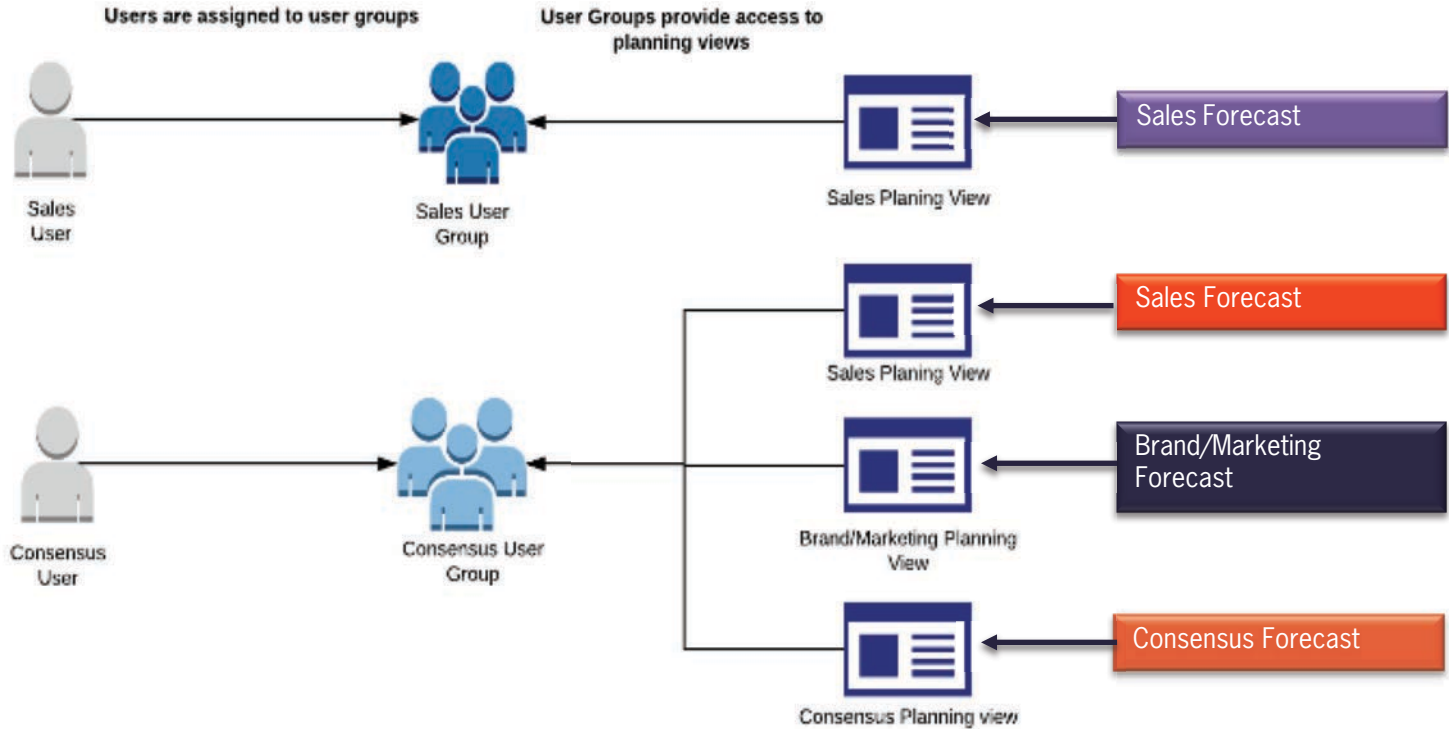 Users are assigned to user groups
User Groups provide access to
planning views
Sales
User
Sales User
Group
Sales Planing View
Sales Forecast
Sales Planing View
Sales Forecast
Consensus
User
Consensus User
Group
Brand/Marketing Planning
View
Brand/Marketing
Forecast
Consensus Planning view
Consensus Forecast